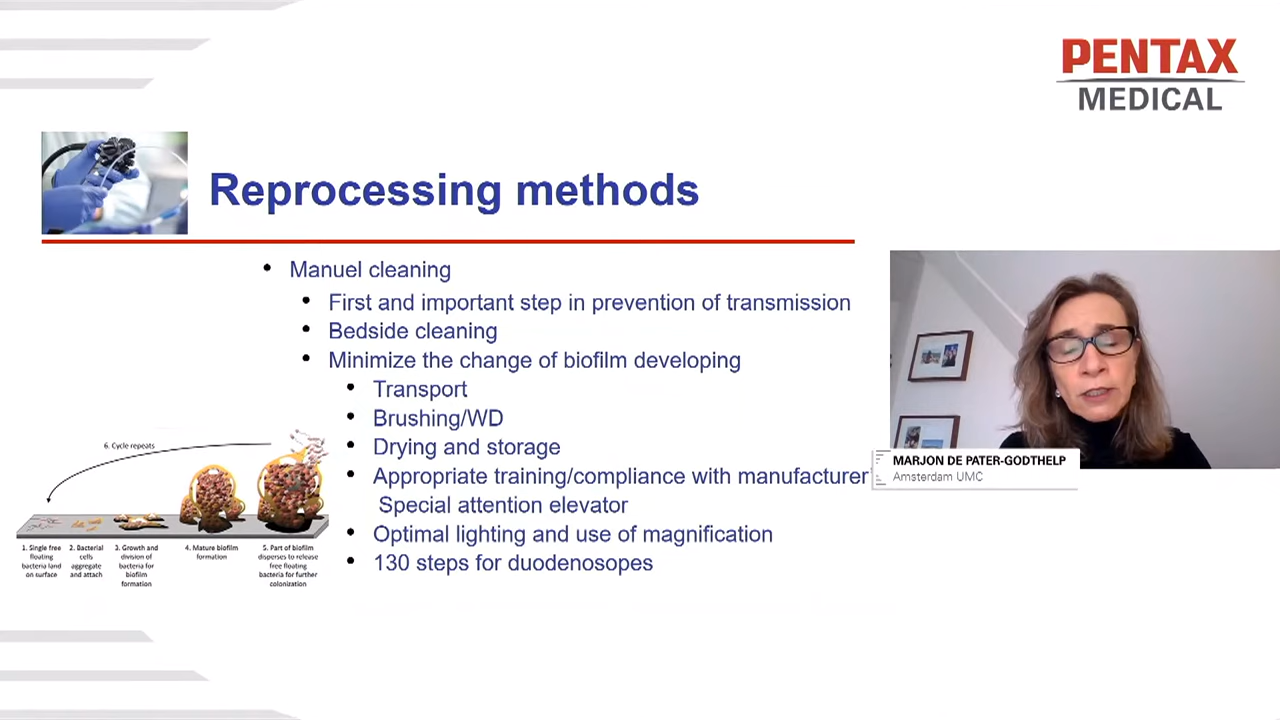 PENTAX
MEDICAL
Reprocessing methods
• Manuel cleaning
• First and important step in prevention of transmission
• Bedside cleaning
• Minimize the change of biofilm developing
• Transport
• Brushing/WD
• Drying and storage
• Appropriate training/compliance with manufacturer
Special attention elevator
• Optimal lighting and use of magnification
• 130 steps for duodenosopes
6. Cycle repeats
1. Single free
floating
bacteria land
on surface
2. Bacterial
cells
aggregate
and attach
3. Growth and
division of
bacteria for
biofilm
formation
4. Mature biofilm
formation
5. Part of biofilm
disperses to release
free floating
bacteria for further
colonization
MARJON DE PATER-GODTHELP
Amsterdam UMC